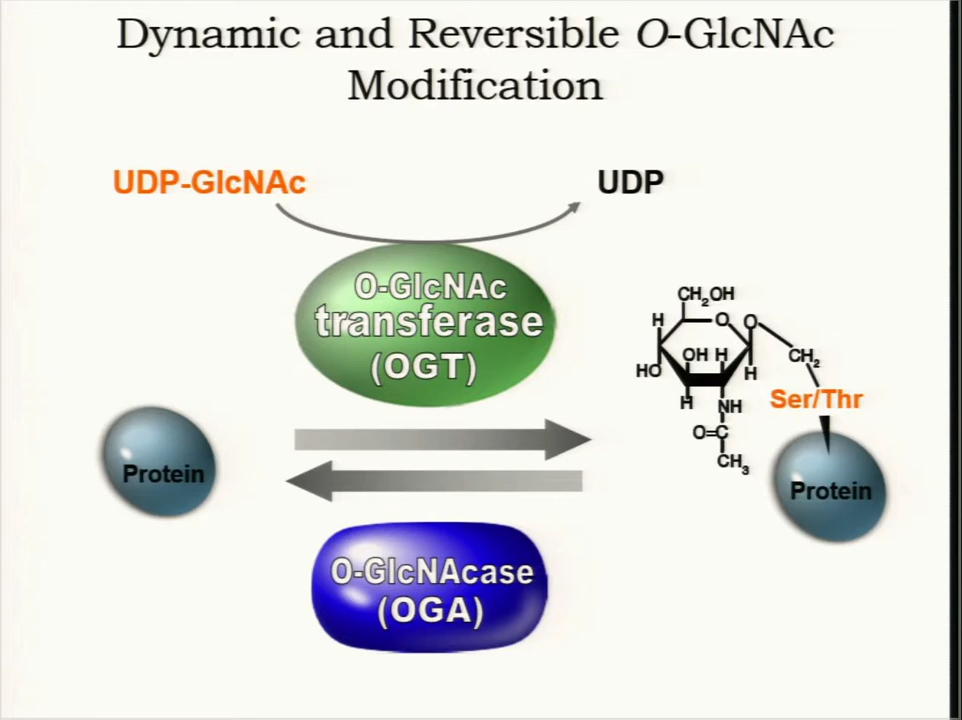 Dynamic and Reversible O-GlcNAc
Modification
UDP-GlcNAc
UDP
O-GlcNAc
transferase
(OGT)
CH2OH
H
O
O
HO
OH
H
H
CH2
H
NH
Ser/Thr
O=C
CH3
Protein
Protein
O-GlcNAcase
(OGA)